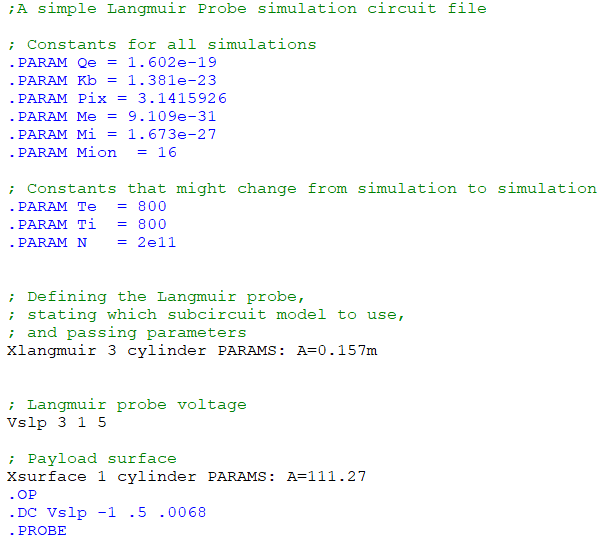 ;A simple Langmuir Probe simulation circuit file
; Constants for all simulations
.PARAM Qe = 1.602e-19
.PARAM Kb = 1.381e-23
.PARAM Pix = 3.1415926
.PARAM Me = 9.109e-31
.PARAM Mi = 1.673e-27
.PARAM Mion  = 16
; Constants that might change from simulation to simulation
.PARAM Te  = 800
.PARAM Ti  = 800
.PARAM N   = 2e11
; Defining the Langmuir probe,
; stating which subcircuit model to use,
; and passing parameters
Xlangmuir 3 cylinder PARAMS: A=0.157m
; Langmuir probe voltage
Vslp 3 1 5
; Payload surface
Xsurface 1 cylinder PARAMS: A=111.27
.OP
.DC Vslp -1 .5 .0068
.PROBE